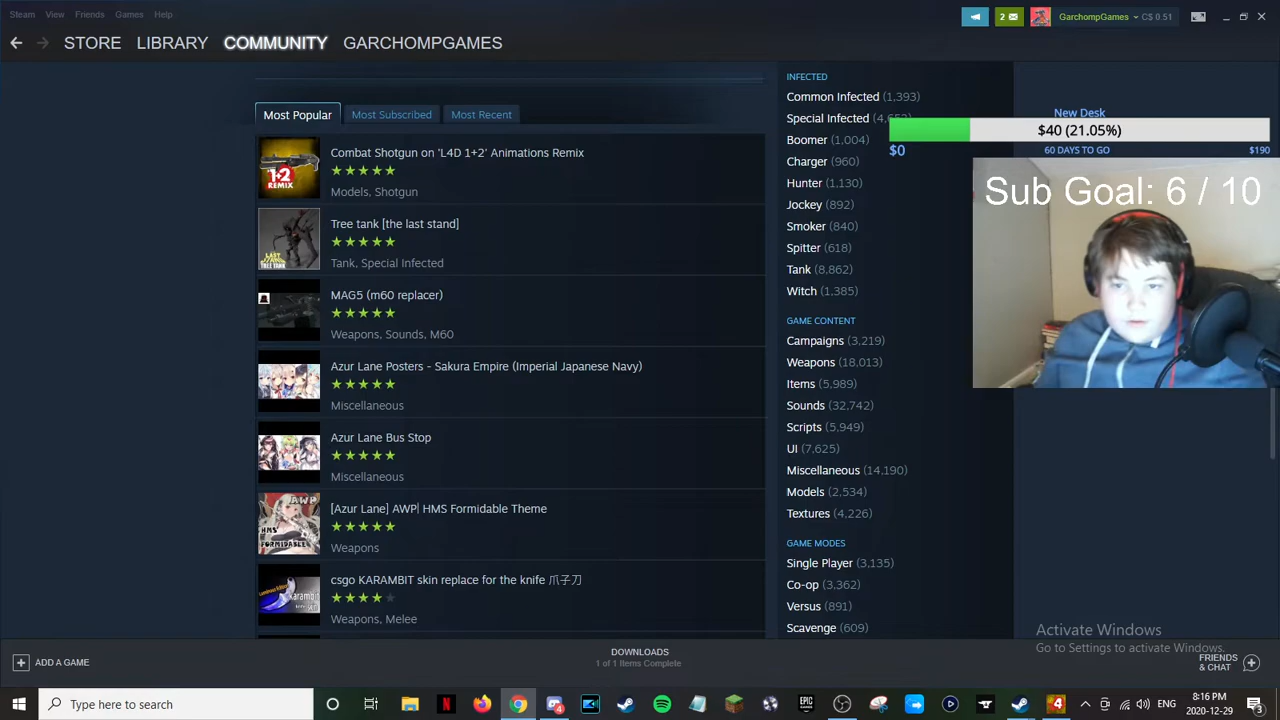 Steam View Friends Games Help
2 GarchompGames C$ 0.51
STORE LIBRARY COMMUNITY GARCHOMPGAMES
Most Popular Most Subscribed Most Recent
Combat Shotgun on 'L4D 1+2' Animations Remix
Models, Shotgun
1+2
REMIX
Tree tank [the last stand]
Tank, Special Infected
MAG5 (m60 replacer)
Weapons, Sounds, M60
Azur Lane Posters - Sakura Empire (Imperial Japanese Navy)
Miscellaneous
Azur Lane Bus Stop
Miscellaneous
[Azur Lane] AWP| HMS Formidable Theme
Weapons
AWP
HMS
FORMIDABLE
csgo KARAMBIT skin replace for the knife 爪子刀
Weapons, Melee
karambit
INFECTED
Common Infected (1,393)
Special Infected
Boomer (1,004)
Charger (960)
Hunter (1,130)
Jockey (892)
Smoker (840)
Spitter (618)
Tank (8,862)
Witch (1,385)
GAME CONTENT
Campaigns (3,219)
Weapons (18,013)
Items (5,989)
Sounds (32,742)
Scripts (5,949)
UI (7,625)
Miscellaneous (14,190)
Models (2,534)
Textures (4,226)
GAME MODES
Single Player (3,135)
Co-op (3,362)
Versus (891)
Scavenge (609)
New Desk
$40 (21.05%)
$0 60 DAYS TO GO $190
Sub Goal: 6 / 10
Activate Windows
Go to Settings to activate Windows.
ADD A GAME
DOWNLOADS
1 of 1 Items Complete
FRIENDS
& CHAT
Type here to search
ENG
8:16 PM
2020-12-29